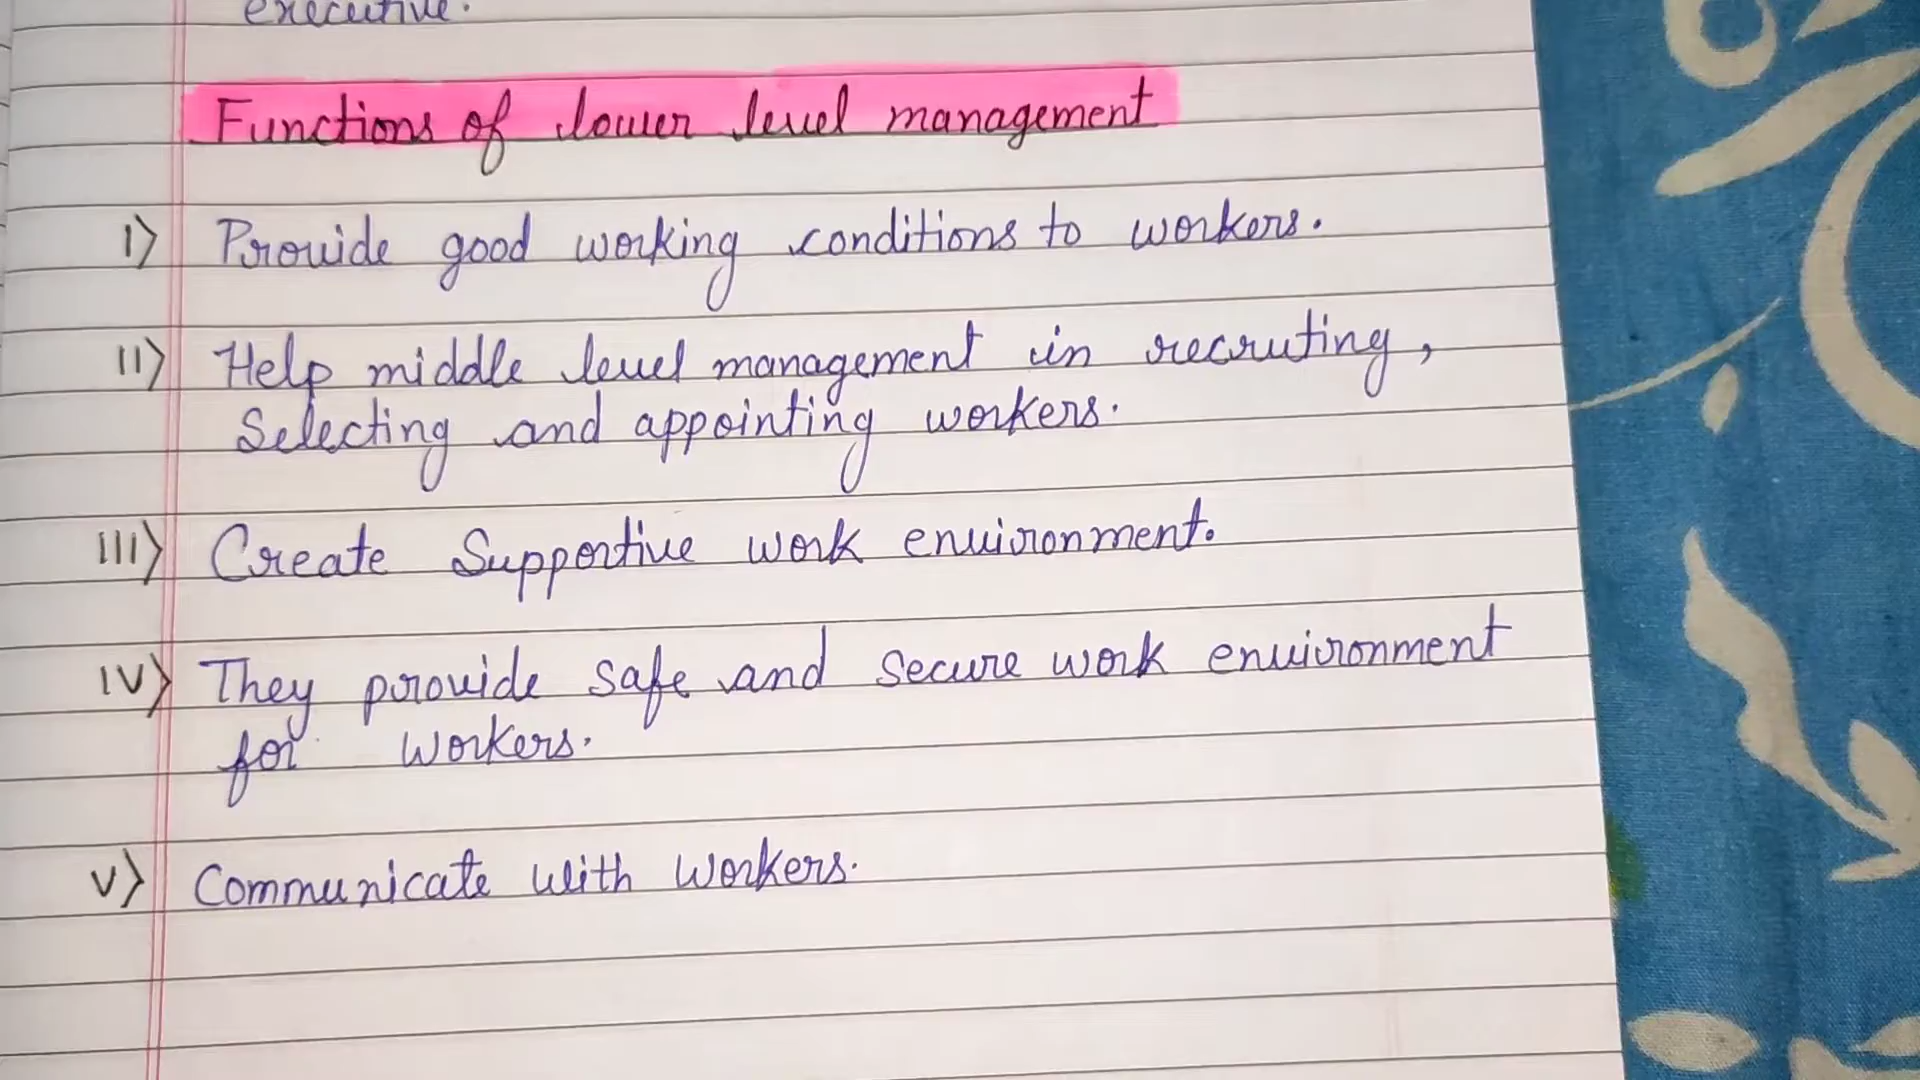 executive.
Functions of lower level management
I) Provide good working conditions to workers.
II) Help middle level management in recruting,
Selecting and appointing workers.
III) Create Supportive work environment.
IV) They provide safe and secure work environment
for workers.
V) Communicate with workers.